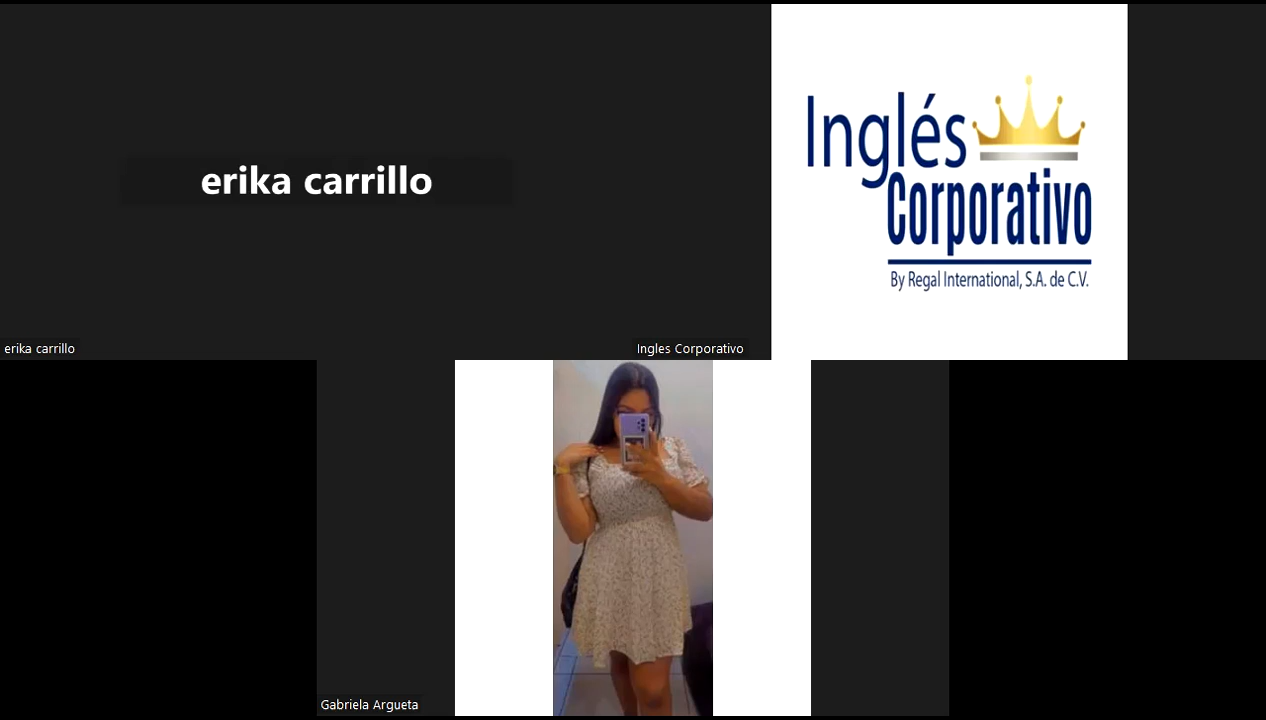 erika carrillo
Inglés
Corporativo
By Regal International, S.A. de C.V.
erika carrillo
Ingles Corporativo
Gabriela Argueta